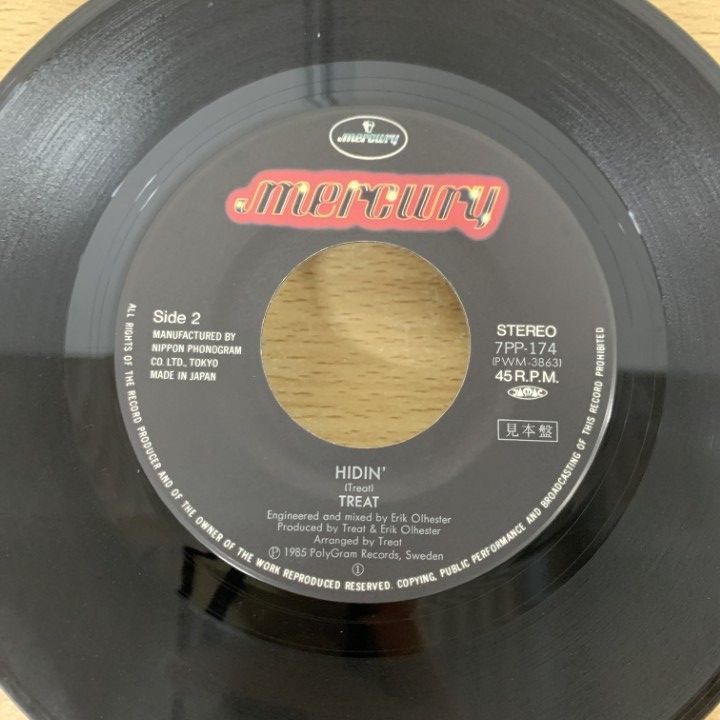 mercury
mercury
Side 2
MANUFACTURED BY
NIPPON PHONOGRAM
CO. LTD., TOKYO
MADE IN JAPAN
STEREO
7PP-174
(PWM-3863)
45 R.P.M.
JASRAC
見本盤
HIDIN'
(Treat)
TREAT
Engineered and mixed by Erik Olhester
Produced by Treat & Erik Olhester
Arranged by Treat
Ⓟ 1985 PolyGram Records, Sweden
①
ALL RIGHTS OF THE RECORD PRODUCER AND OF THE OWNER OF THE WORK REPRODUCED RESERVED. COPYING, PUBLIC PERFORMANCE AND BROADCASTING OF THIS RECORD PROHIBITED